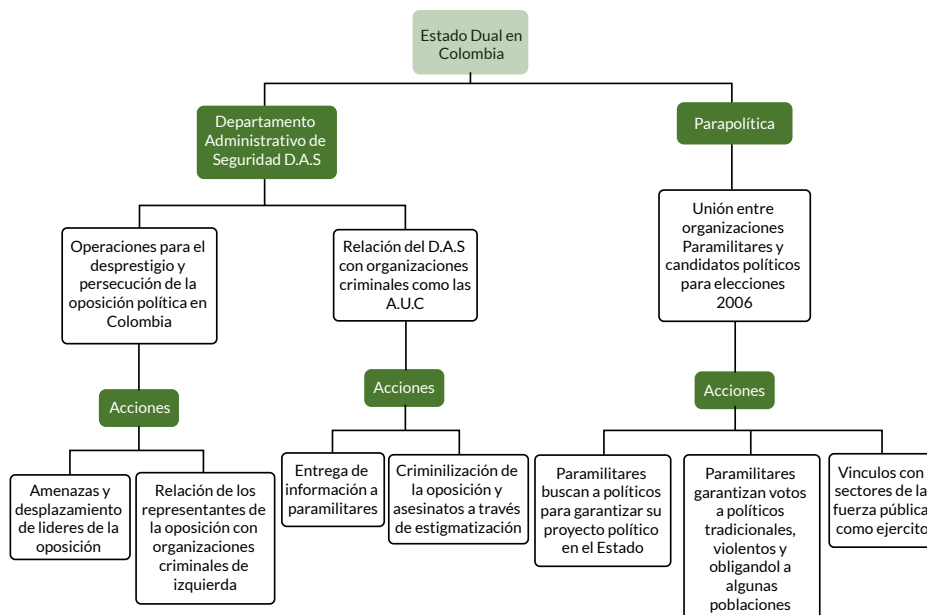 Estado Dual en
Colombia
Departamento
Administrativo de
Seguridad D.A.S
Parapolítica
Operaciones para el
desprestigio y
persecución de la
oposición política en
Colombia
Relación del D.A.S
con organizaciones
criminales como las
A.U.C
Unión entre
organizaciones
Paramilitares y
candidatos políticos
para elecciones
2006
Acciones
Acciones
Acciones
Amenazas y
desplazamiento
de lideres de la
oposición
Relación de los
representantes de
la oposición con
organizaciones
criminales de
izquierda
Entrega de
información a
paramilitares
Criminilización de
la oposición y
asesinatos a través
de estigmatización
Paramilitares
buscan a políticos
para garantizar su
proyecto político
en el Estado
Paramilitares
garantizan votos
a políticos
tradicionales,
violentos y
obligandol a
algunas
poblaciones
Vinculos con
sectores de la
fuerza pública
como ejercito